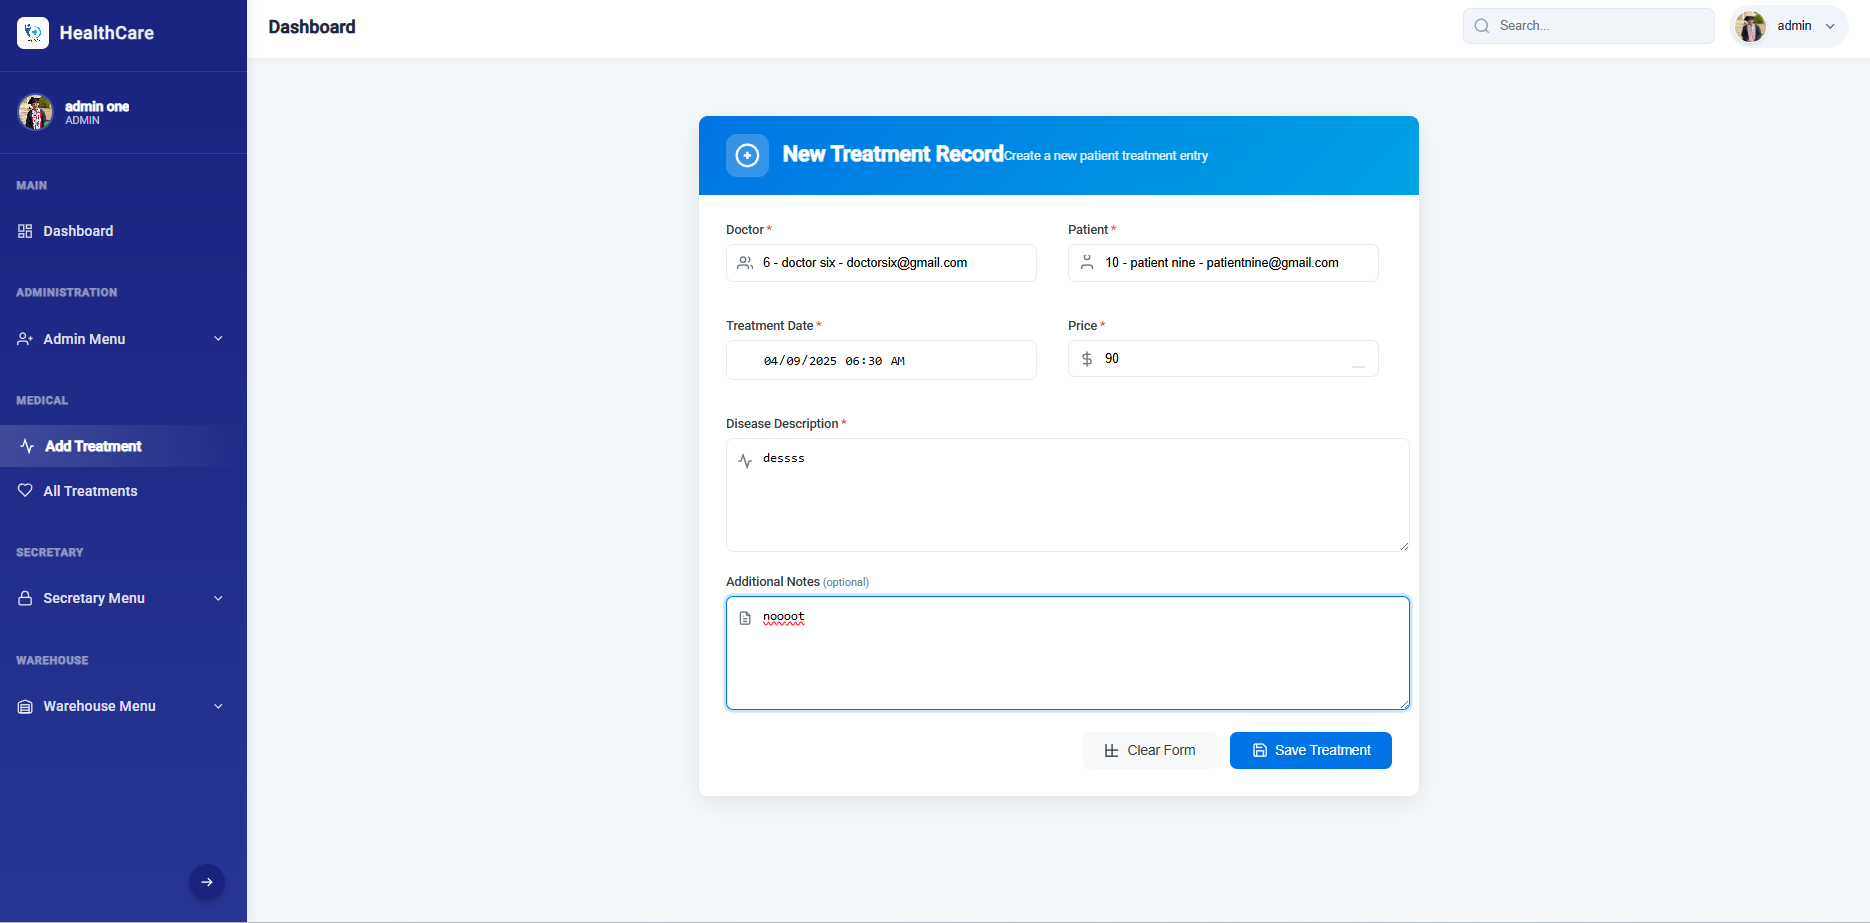 HealthCare
admin one
ADMIN
MAIN
Dashboard
ADMINISTRATION
Admin Menu
MEDICAL
Add Treatment
All Treatments
SECRETARY
Secretary Menu
WAREHOUSE
Warehouse Menu
Dashboard
Search...
admin
New Treatment Record Create a new patient treatment entry
Doctor *
Patient *
6 - doctor six - doctorsix@gmail.com
10 - patient nine - patientnine@gmail.com
Treatment Date *
Price *
04/09/2025 06:30 AM
$ 90
Disease Description *
dessss
Additional Notes (optional)
noooot
Clear Form
Save Treatment